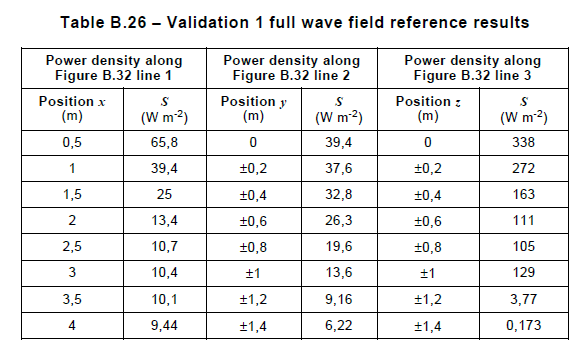 Table B.26 – Validation 1 full wave field reference results
Power density along Figure B.32 line 1 Power density along Figure B.32 line 2 Power density along Figure B.32 line 3
Position x (m) S (W m-2) Position y (m) S (W m-2) Position z (m) S (W m-2)
0,5 65,8 0 39,4 0 338
1 39,4 ±0,2 37,6 ±0,2 272
1,5 25 ±0,4 32,8 ±0,4 163
2 13,4 ±0,6 26,3 ±0,6 111
2,5 10,7 ±0,8 19,6 ±0,8 105
3 10,4 ±1 13,6 ±1 129
3,5 10,1 ±1,2 9,16 ±1,2 3,77
4 9,44 ±1,4 6,22 ±1,4 0,173